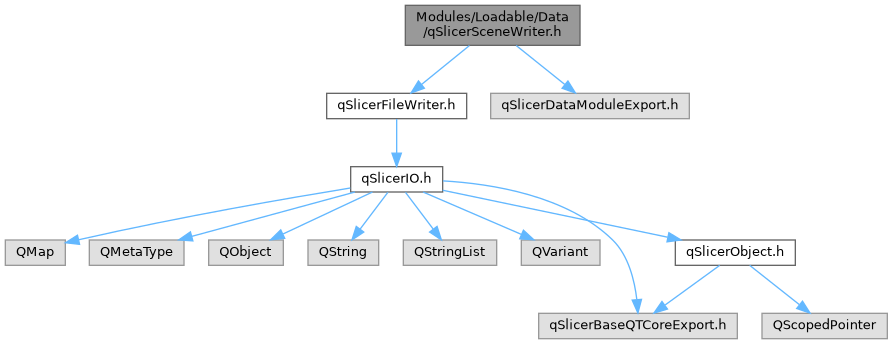 Modules/Loadable/Data
/qSlicerSceneWriter.h
qSlicerFileWriter.h
qSlicerDataModuleExport.h
qSlicerIO.h
QMap
QMetaType
QObject
QString
QStringList
QVariant
qSlicerObject.h
qSlicerBaseQTCoreExport.h
QScopedPointer